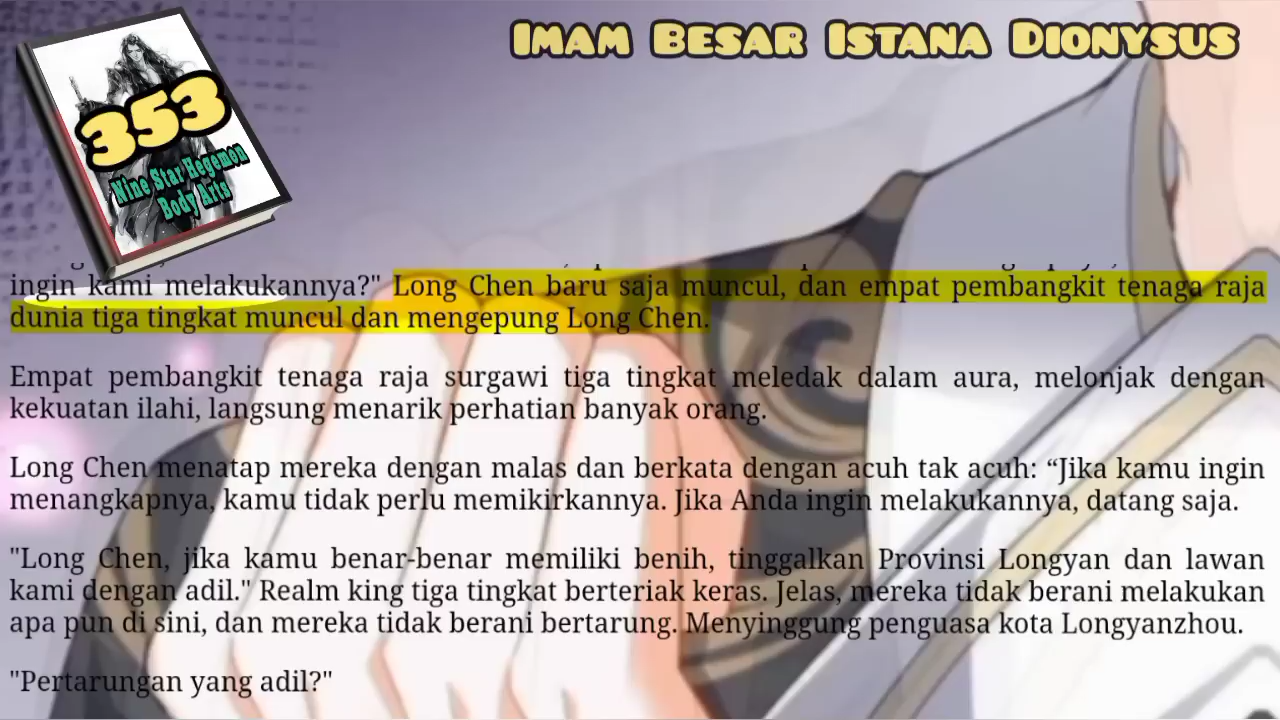 Imam Besar Istana Dionysus
353
Nine Star Hegemon
Body Arts
ingin kami melakukannya?" Long Chen baru saja muncul, dan empat pembangkit tenaga raja
dunia tiga tingkat muncul dan mengepung Long Chen.
Empat pembangkit tenaga raja surgawi tiga tingkat meledak dalam aura, melonjak dengan
kekuatan ilahi, langsung menarik perhatian banyak orang.
Long Chen menatap mereka dengan malas dan berkata dengan acuh tak acuh: “Jika kamu ingin
menangkapnya, kamu tidak perlu memikirkannya. Jika Anda ingin melakukannya, datang saja.
"Long Chen, jika kamu benar-benar memiliki benih, tinggalkan Provinsi Longyan dan lawan
kami dengan adil." Realm king tiga tingkat berteriak keras. Jelas, mereka tidak berani melakukan
apa pun di sini, dan mereka tidak berani bertarung. Menyinggung penguasa kota Longyanzhou.
"Pertarungan yang adil?"